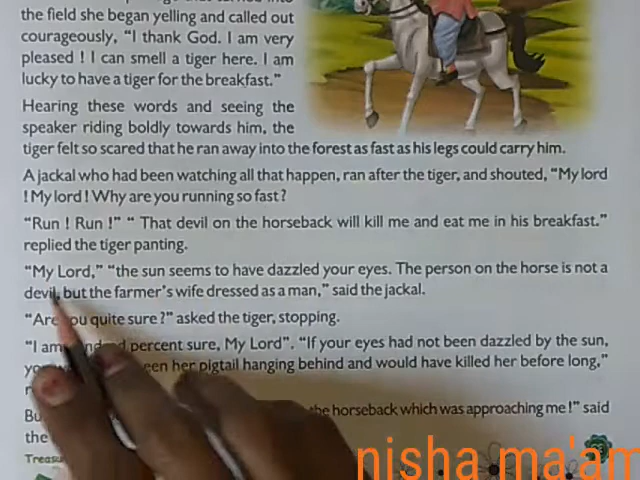 the field she began yelling and called out
courageously, "I thank God. I am very
pleased ! I can smell a tiger here. I am
lucky to have a tiger for the breakfast."
Hearing these words and seeing the
speaker riding boldly towards him, the
tiger felt so scared that he ran away into the forest as fast as his legs could carry him.
A jackal who had been watching all that happen, ran after the tiger, and shouted, "My lord
! My lord ! Why are you running so fast?
"Run ! Run !" " That devil on the horseback will kill me and eat me in his breakfast."
replied the tiger panting.
"My Lord," "the sun seems to have dazzled your eyes. The person on the horse is not a
devil, but the farmer's wife dressed as a man," said the jackal.
"Are you quite sure ?" asked the tiger, stopping.
"I am percent sure, My Lord". "If your eyes had not been dazzled by the sun,
her pigtail hanging behind and would have killed her before long,"
the horseback which was approaching me !" said
the
nisha ma'am